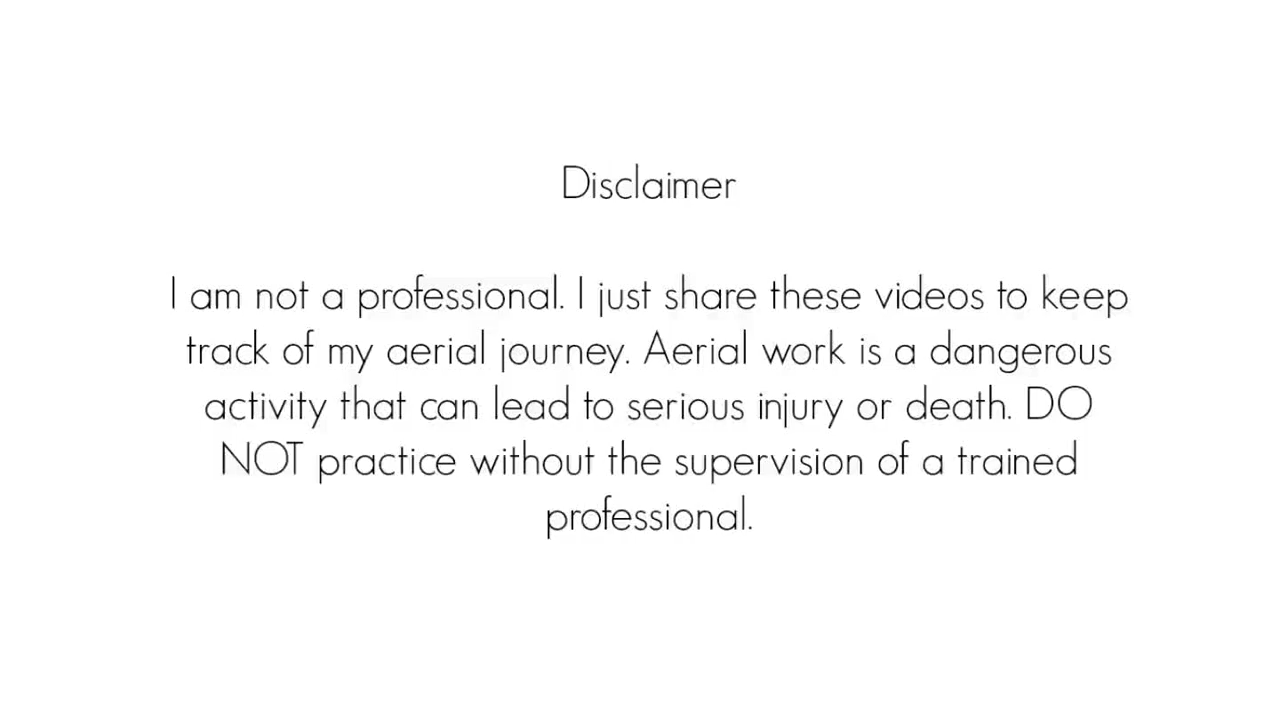 Disclaimer
I am not a professional. I just share these videos to keep
track of my aerial journey. Aerial work is a dangerous
activity that can lead to serious injury or death. DO
NOT practice without the supervision of a trained
professional.